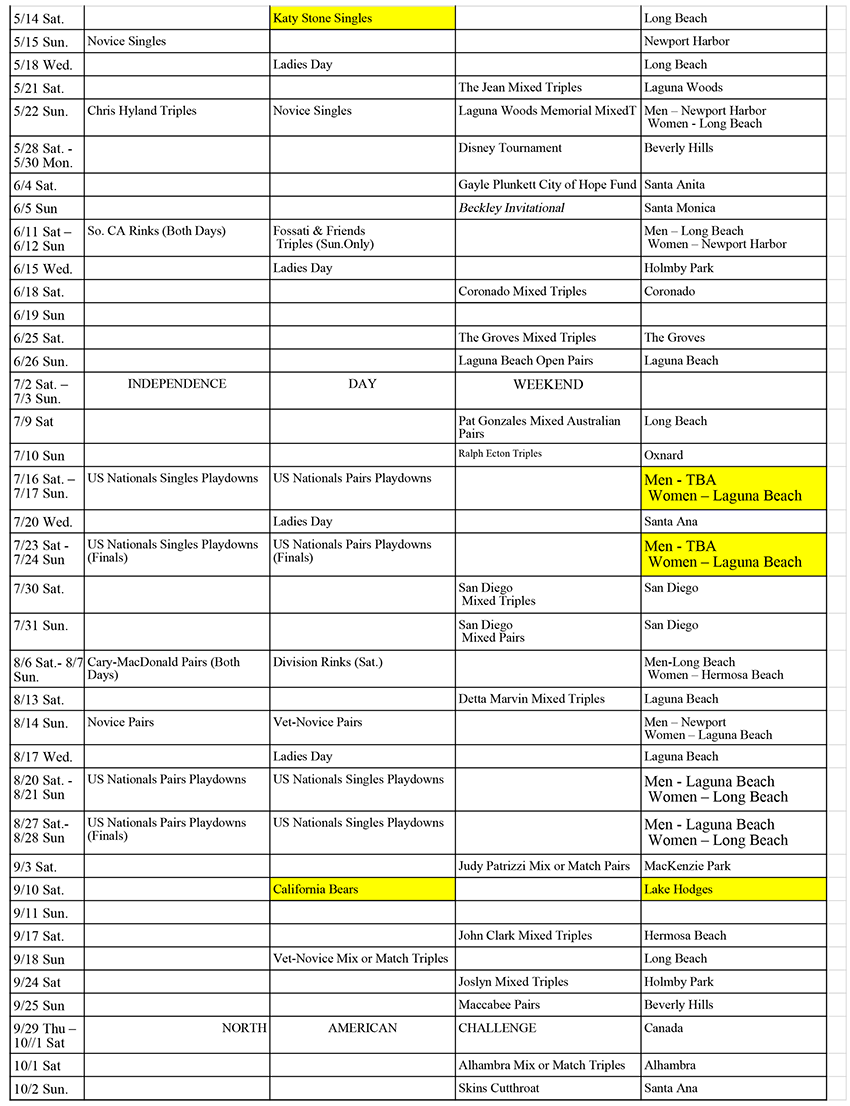 5/14 Sat. Katy Stone Singles Long Beach
5/15 Sun. Novice Singles Newport Harbor
5/18 Wed. Ladies Day Long Beach
5/21 Sat. The Jean Mixed Triples Laguna Woods
5/22 Sun. Chris Hyland Triples Novice Singles Laguna Woods Memorial MixedT Men – Newport Harbor
Women - Long Beach
5/28 Sat. - Disney Tournament Beverly Hills
5/30 Mon.
6/4 Sat. Gayle Plunkett City of Hope Fund Santa Anita
6/5 Sun Beckley Invitational Santa Monica
6/11 Sat – So. CA Rinks (Both Days) Fossati & Friends Men – Long Beach
6/12 Sun Triples (Sun.Only) Women – Newport Harbor
6/15 Wed. Ladies Day Holmby Park
6/18 Sat. Coronado Mixed Triples Coronado
6/19 Sun
6/25 Sat. The Groves Mixed Triples The Groves
6/26 Sun. Laguna Beach Open Pairs Laguna Beach
7/2 Sat. – INDEPENDENCE DAY WEEKEND
7/3 Sun.
7/9 Sat Pat Gonzales Mixed Australian Long Beach
Pairs
7/10 Sun Ralph Ecton Triples Oxnard
7/16 Sat. – US Nationals Singles Playdowns US Nationals Pairs Playdowns Men - TBA
7/17 Sun. Women – Laguna Beach
7/20 Wed. Ladies Day Santa Ana
7/23 Sat - US Nationals Singles Playdowns US Nationals Pairs Playdowns Men - TBA
7/24 Sun (Finals) (Finals) Women – Laguna Beach
7/30 Sat. San Diego San Diego
Mixed Triples
7/31 Sun. San Diego San Diego
Mixed Pairs
8/6 Sat.- 8/7 Cary-MacDonald Pairs (Both Division Rinks (Sat.) Men-Long Beach
Sun. Days) Women – Hermosa Beach
8/13 Sat. Detta Marvin Mixed Triples Laguna Beach
8/14 Sun. Novice Pairs Vet-Novice Pairs Men – Newport
Women – Laguna Beach
8/17 Wed. Ladies Day Laguna Beach
8/20 Sat. - US Nationals Pairs Playdowns US Nationals Singles Playdowns Men - Laguna Beach
8/21 Sun Women – Long Beach
8/27 Sat.- US Nationals Pairs Playdowns US Nationals Singles Playdowns Men - Laguna Beach
8/28 Sun (Finals) Women – Long Beach
9/3 Sat. Judy Patrizzi Mix or Match Pairs MacKenzie Park
9/10 Sat. California Bears Lake Hodges
9/11 Sun.
9/17 Sat. John Clark Mixed Triples Hermosa Beach
9/18 Sun Vet-Novice Mix or Match Triples Long Beach
9/24 Sat Joslyn Mixed Triples Holmby Park
9/25 Sun Maccabee Pairs Beverly Hills
9/29 Thu – NORTH AMERICAN CHALLENGE Canada
10//1 Sat
10/1 Sat Alhambra Mix or Match Triples Alhambra
10/2 Sun. Skins Cutthroat Santa Ana